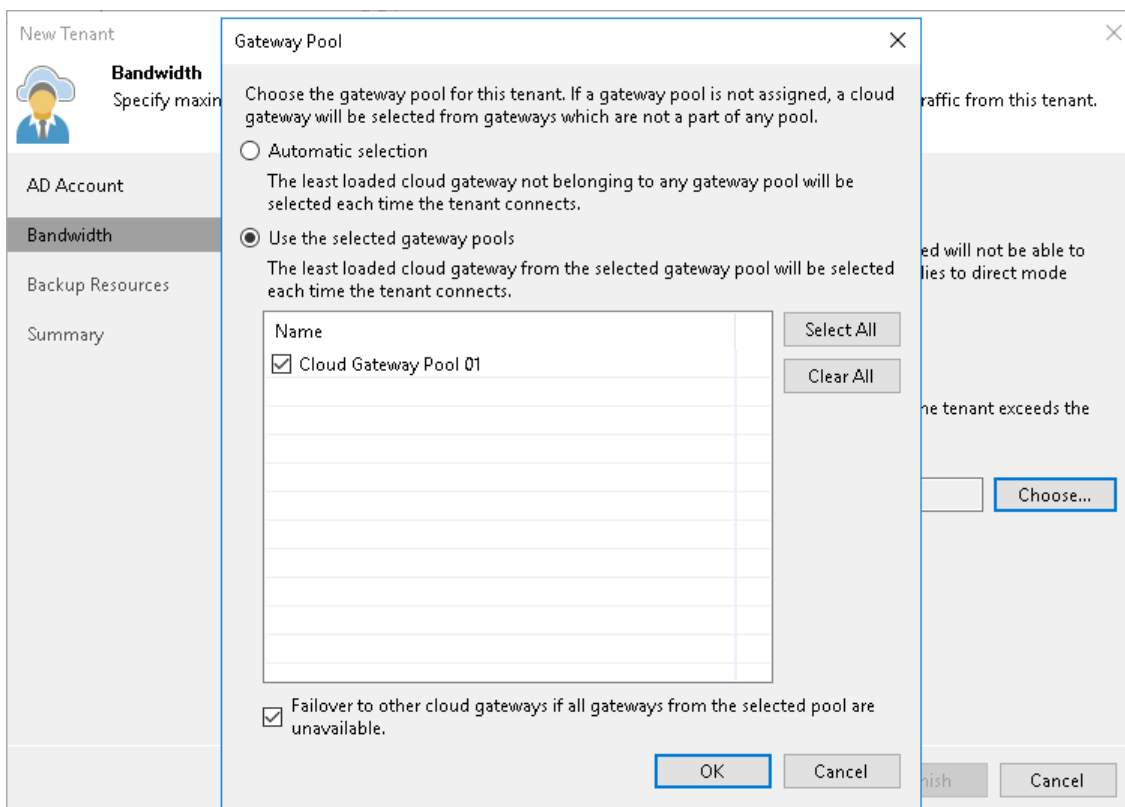 New Tenant
Bandwidth
Specify maxin
raffic from this tenant.
AD Account
Bandwidth
Backup Resources
Summary
ed will not be able to
lies to direct mode
he tenant exceeds the
Choose...
nish
Cancel
Gateway Pool
Choose the gateway pool for this tenant. If a gateway pool is not assigned, a cloud
gateway will be selected from gateways which are not a part of any pool.
Automatic selection
The least loaded cloud gateway not belonging to any gateway pool will be
selected each time the tenant connects.
Use the selected gateway pools
The least loaded cloud gateway from the selected gateway pool will be selected
each time the tenant connects.
Name
Cloud Gateway Pool 01
Select All
Clear All
Failover to other cloud gateways if all gateways from the selected pool are
unavailable.
OK
Cancel